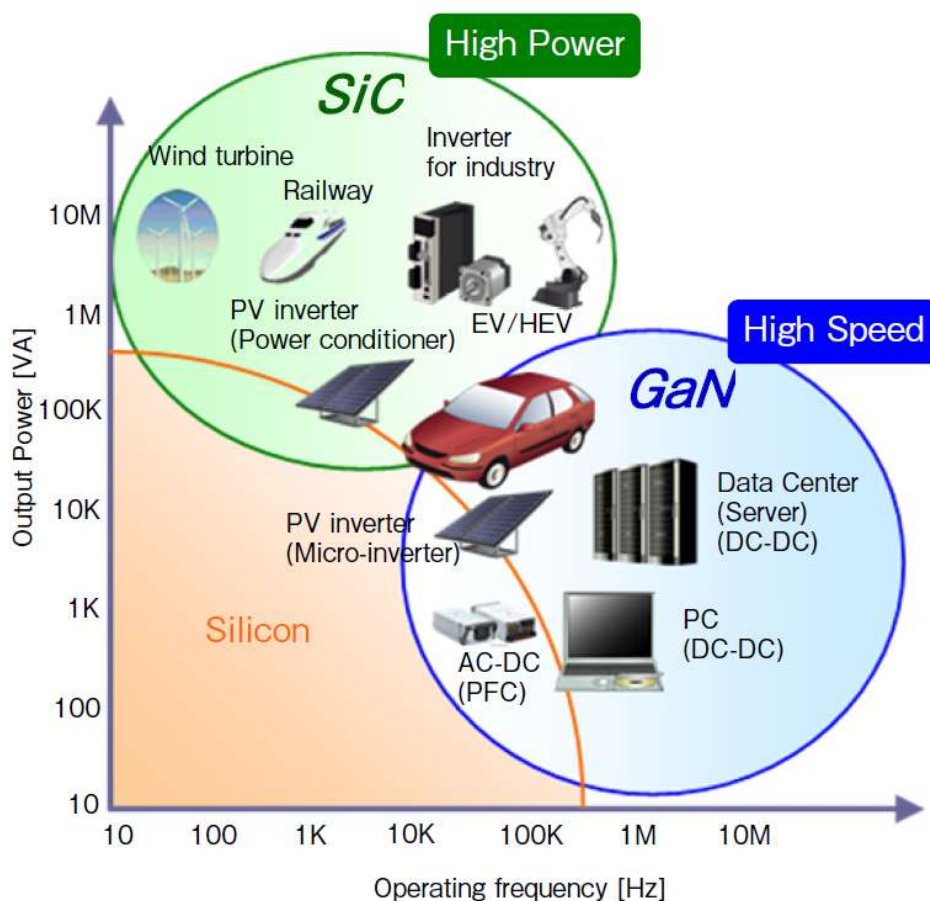 High Power
SiC
Wind turbine
Railway
Inverter
for industry
PV inverter
(Power conditioner)
EV/HEV
High Speed
GaN
Data Center
(Server)
(DC-DC)
PV inverter
(Micro-inverter)
Silicon
AC-DC
(PFC)
PC
(DC-DC)
Output Power [VA]
10M
1M
100K
10K
1K
100
10
10 100 1K 10K 100K 1M 10M
Operating frequency [Hz]